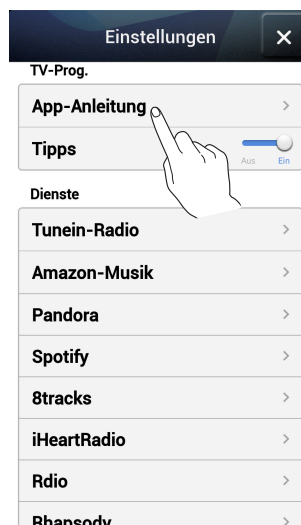 Einstellungen
TV-Prog.
App-Anleitung
Tipps
Aus Ein
Dienste
Tunein-Radio
Amazon-Musik
Pandora
Spotify
8tracks
iHeartRadio
Rdio
Rhapsody